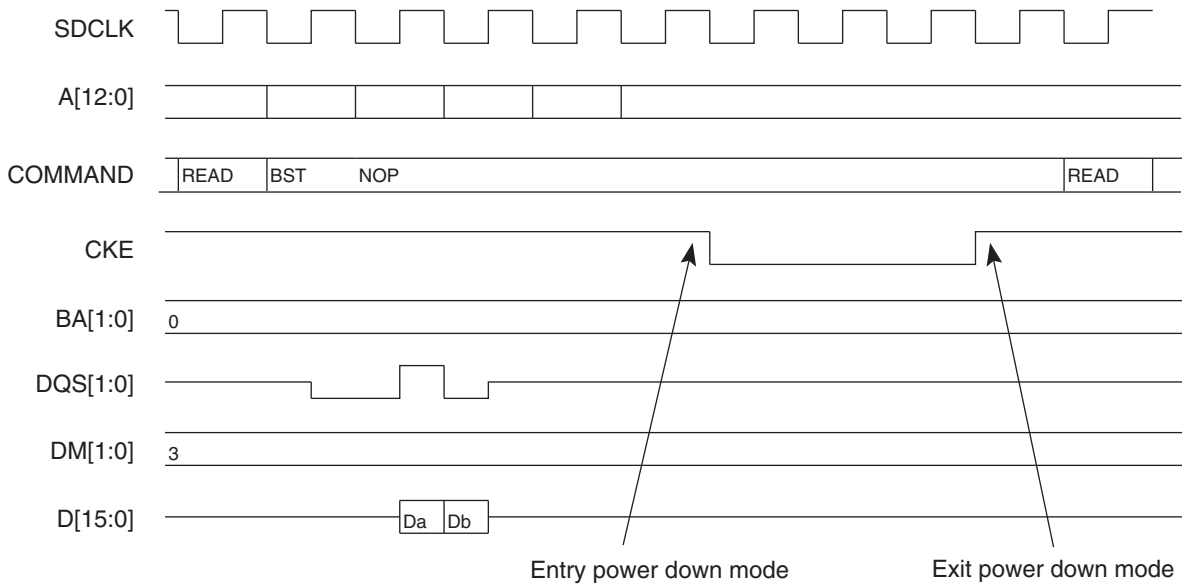 SDCLK
A[12:0]
COMMAND READ BST NOP READ
CKE
BA[1:0] 0
DQS[1:0]
DM[1:0] 3
D[15:0] Da Db
Entry power down mode Exit power down mode